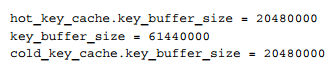 hot_key_cache.key_buffer_size = 20480000
key_buffer_size = 61440000
cold_key_cache.key_buffer_size = 20480000